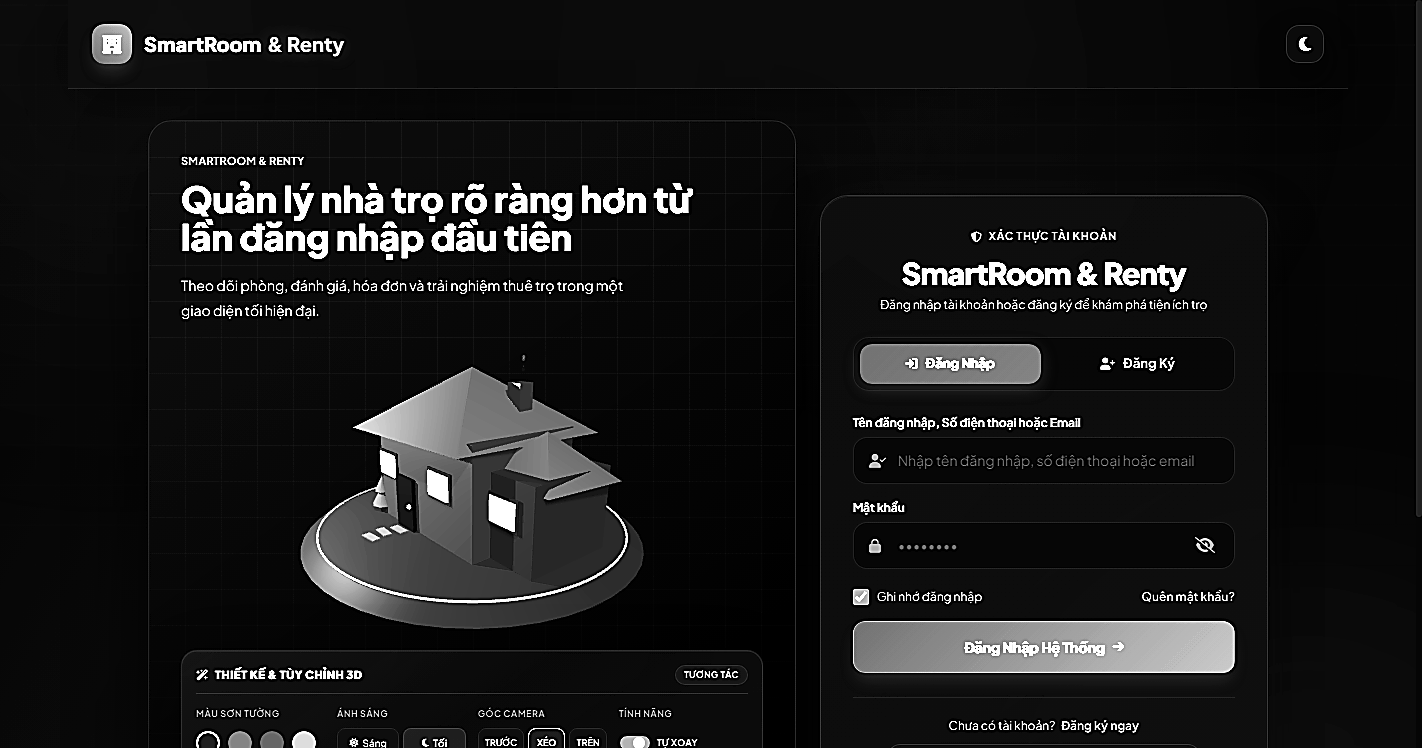 SmartRoom & Renty
SMARTROOM & RENTY
Quản lý nhà trọ rõ ràng hơn từ
lần đăng nhập đầu tiên
Theo dõi phòng, đánh giá, hóa đơn và trải nghiệm thuê trọ trong một
giao diện tối hiện đại.
THIẾT KẾ & TÙY CHỈNH 3D
TƯƠNG TÁC
MÀU SƠN TƯỜNG
ÁNH SÁNG
GÓC CAMERA
TÍNH NĂNG
Sáng
Tối
TRƯỚC
XÉO
TRÊN
TỰ XOAY
XÁC THỰC TÀI KHOẢN
SmartRoom & Renty
Đăng nhập tài khoản hoặc đăng ký để khám phá tiện ích trọ
Đăng Nhập
Đăng Ký
Tên đăng nhập, Số điện thoại hoặc Email
Nhập tên đăng nhập, số điện thoại hoặc email
Mật khẩu
••••••••
Ghi nhớ đăng nhập
Quên mật khẩu?
Đăng Nhập Hệ Thống →
Chưa có tài khoản? Đăng ký ngay